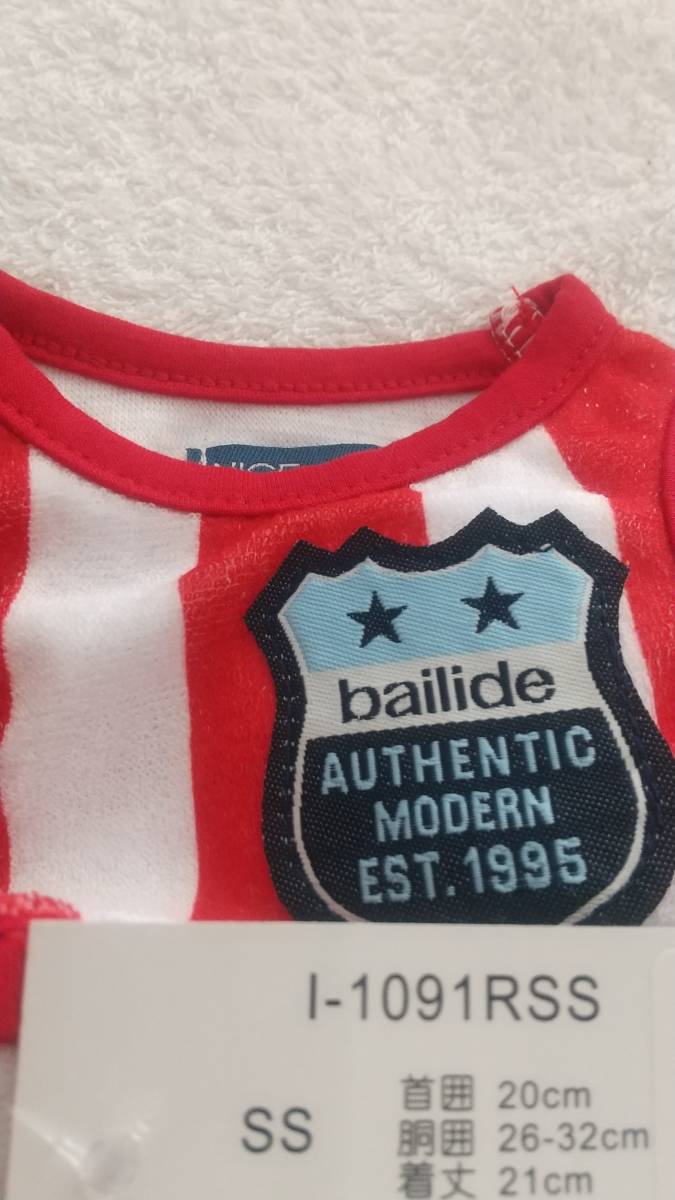 bailide
AUTHENTIC
MODERN
EST.1995
I-1091RSS
SS
首囲 20cm
胴囲 26-32cm
着丈 21cm